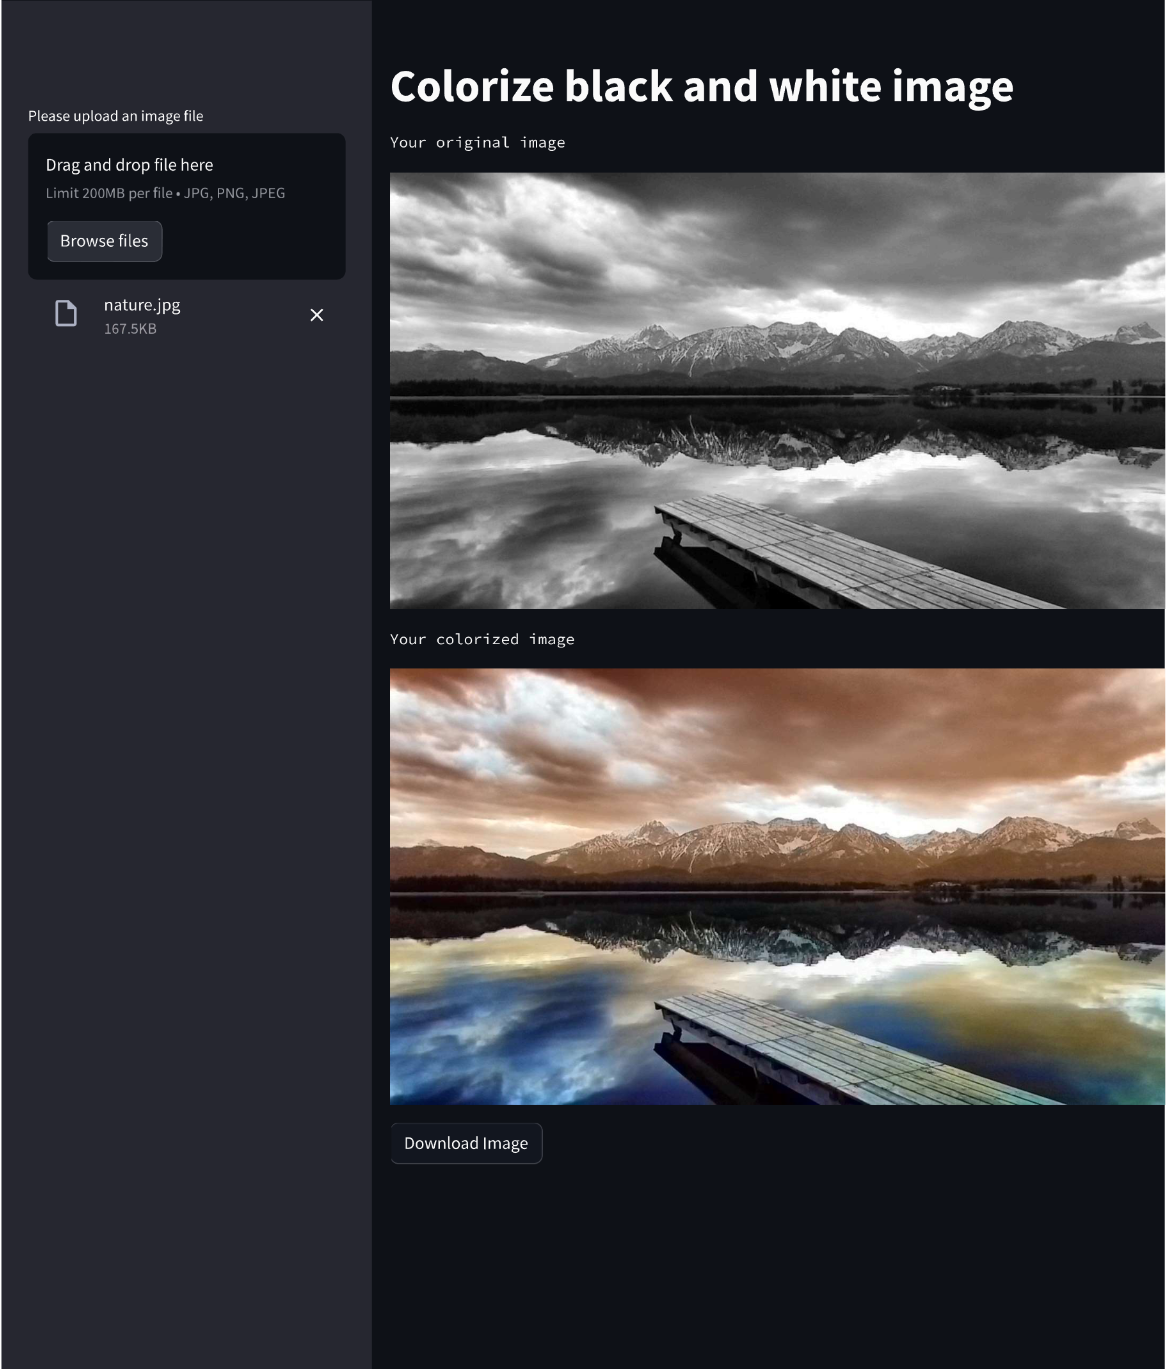 Please upload an image file
Drag and drop file here
Limit 200MB per file • JPG, PNG, JPEG
Browse files
nature.jpg
167.5KB
Colorize black and white image
Your original image
Your colorized image
Download Image